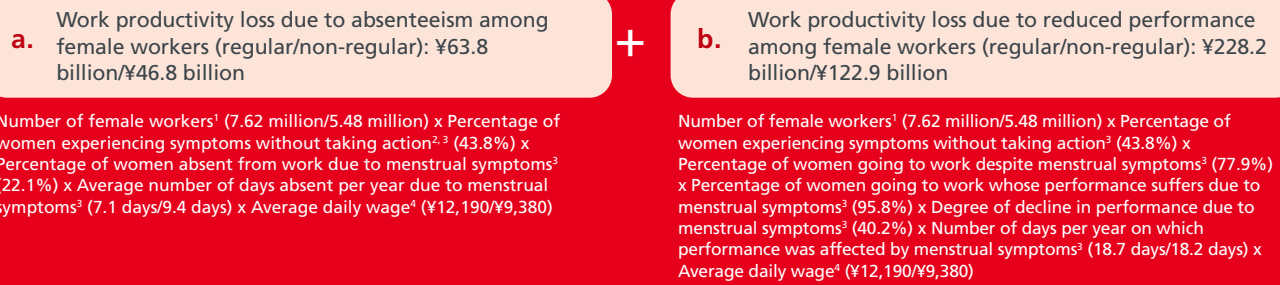 a.
Work productivity loss due to absenteeism among
female workers (regular/non-regular): ¥63.8
billion/¥46.8 billion
+
b.
Work productivity loss due to reduced performance
among female workers (regular/non-regular): ¥228.2
billion/¥122.9 billion
Number of female workers¹ (7.62 million/5.48 million) x Percentage of
women experiencing symptoms without taking action²,³ (43.8%) x
Percentage of women absent from work due to menstrual symptoms³
(22.1%) x Average number of days absent per year due to menstrual
symptoms³ (7.1 days/9.4 days) x Average daily wage⁴ (¥12,190/¥9,380)
Number of female workers¹ (7.62 million/5.48 million) x Percentage of
women experiencing symptoms without taking action³ (43.8%) x
Percentage of women going to work despite menstrual symptoms³ (77.9%)
x Percentage of women going to work whose performance suffers due to
menstrual symptoms³ (95.8%) x Degree of decline in performance due to
menstrual symptoms³ (40.2%) x Number of days per year on which
performance was affected by menstrual symptoms³ (18.7 days/18.2 days) x
Average daily wage⁴ (¥12,190/¥9,380)